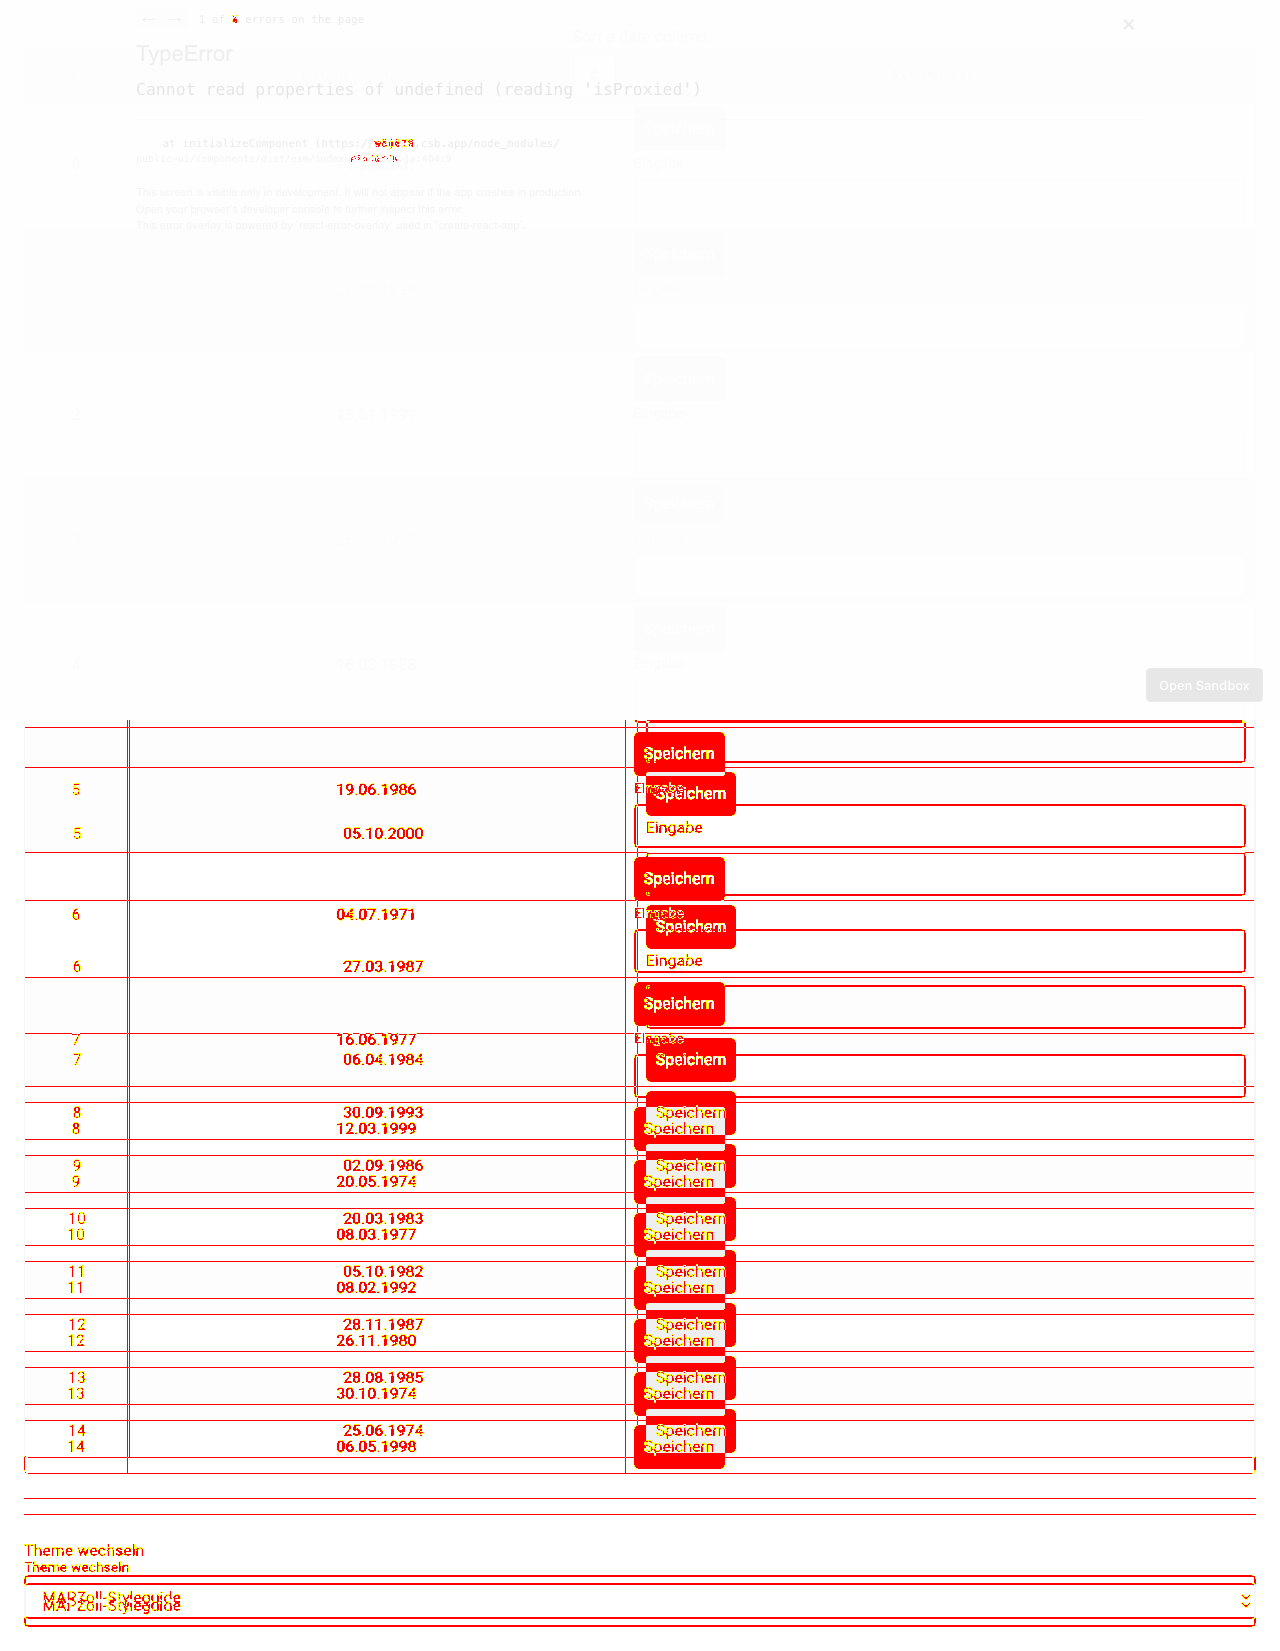 ← → 1 of errors on the page
×
TypeError
Cannot read properties of undefined (reading 'isProxied')
at initializeComponent (https:/ csb.app/node_modules/
This screen is visible only in development. It will not appear if the app crashes in production.
Open your browser's developer console to further inspect this error.
This error overlay is powered by `react-error-overlay` used in `create-react-app`.
Open Sandbox
Speichern
5 19.06.1986
Speichern
5 05.10.2000 Eingabe
Speichern
6 04.07.1971 Eingabe
Speichern
6 27.03.1987 Eingabe
Speichern
7 16.06.1977
7 06.04.1984 Speichern
8 30.09.1993 Speichern
8 12.03.1999 Speichern
9 02.09.1986 Speichern
9 20.05.1974 Speichern
10 20.03.1983 Speichern
10 08.03.1977 Speichern
11 05.10.1982 Speichern
11 08.02.1992 Speichern
12 28.11.1987 Speichern
12 26.11.1980 Speichern
13 28.08.1985 Speichern
13 30.10.1974 Speichern
14 25.06.1974 Speichern
14 06.05.1998 Speichern
Theme wechseln
Theme wechseln
MAPZoll-Styleguide
MAPZoll-Styleguide